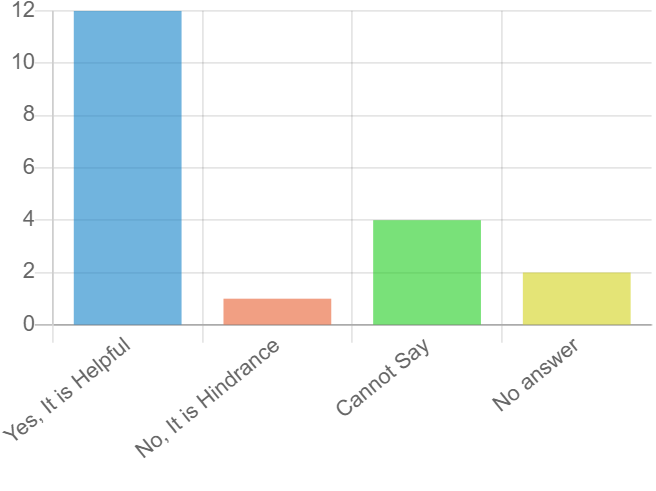 12
10
8
6
4
2
0
Yes, It is Helpful
No, It is Hindrance
Cannot Say
No answer